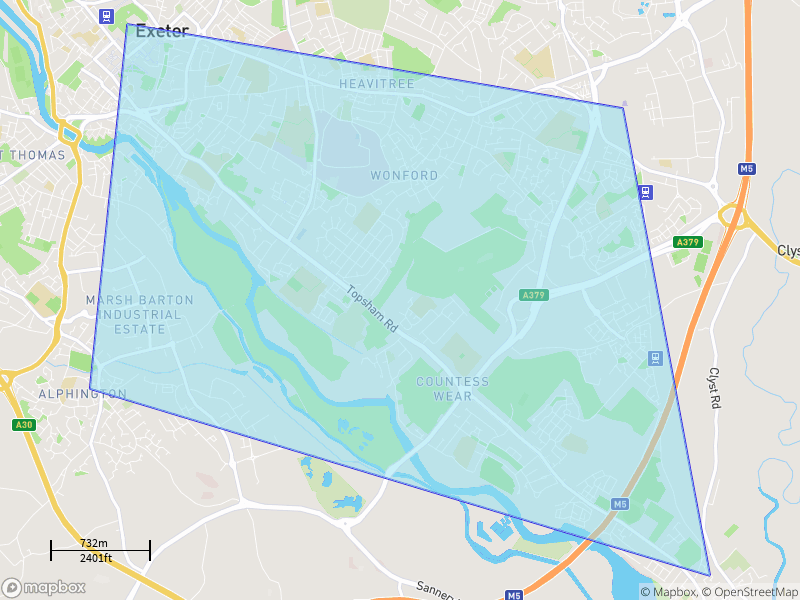 Exeter
HEAVITREE
T THOMAS
M5
WONFORD
A379
Clys
A379
MARSH BARTON
INDUSTRIAL
ESTATE
Topsham Rd
COUNTESS
WEAR
Clyst Rd
ALPHINGTON
A30
M5
732m
2401ft
Sanner
M5
mapbox
© Mapbox, © OpenStreetMap